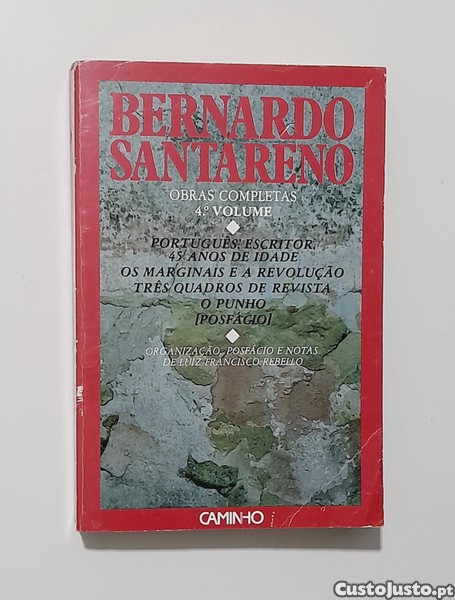 BERNARDO
SANTARENO
OBRAS COMPLETAS
4.º VOLUME
PORTUGUÊS, ESCRITOR,
45 ANOS DE IDADE
OS MARGINAIS E A REVOLUÇÃO
TRÊS QUADROS DE REVISTA
O PUNHO
[POSFÁCIO]
ORGANIZAÇÃO, POSFÁCIO E NOTAS
DE LUIZ FRANCISCO REBELLO
CAMINHO
CustoJusto.pt